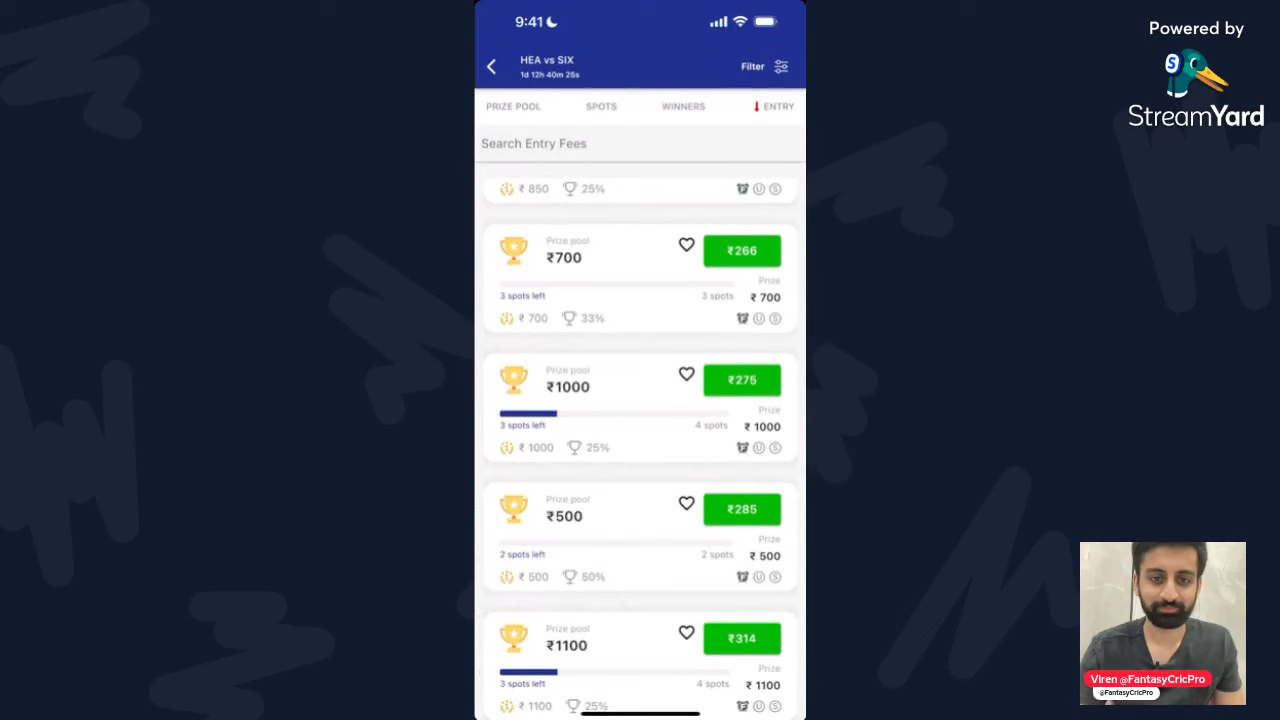 9:41
Powered by
S
StreamYard
HEA vs SIX
1d 12h 40m 25s
Filter
PRIZE POOL SPOTS WINNERS ENTRY
Search Entry Fees
₹ 850 25% U S
Prize pool
₹700
₹266
Prize
3 spots left 3 spots ₹ 700
₹ 700 33% U S
Prize pool
₹1000
₹275
Prize
3 spots left 4 spots ₹ 1000
₹ 1000 25% U S
Prize pool
₹500
₹285
Prize
2 spots left 2 spots ₹ 500
₹ 500 50% U S
Prize pool
₹1100
₹314
Prize
3 spots left 4 spots ₹ 1100
₹ 1100 25% U S
Viren @FantasyCricPro
@FantasyCricPro